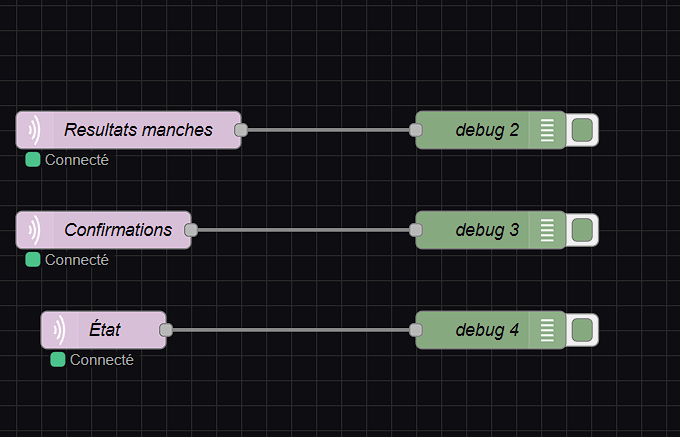 Resultats manches
debug 2
Connecté
Confirmations
debug 3
Connecté
État
debug 4
Connecté